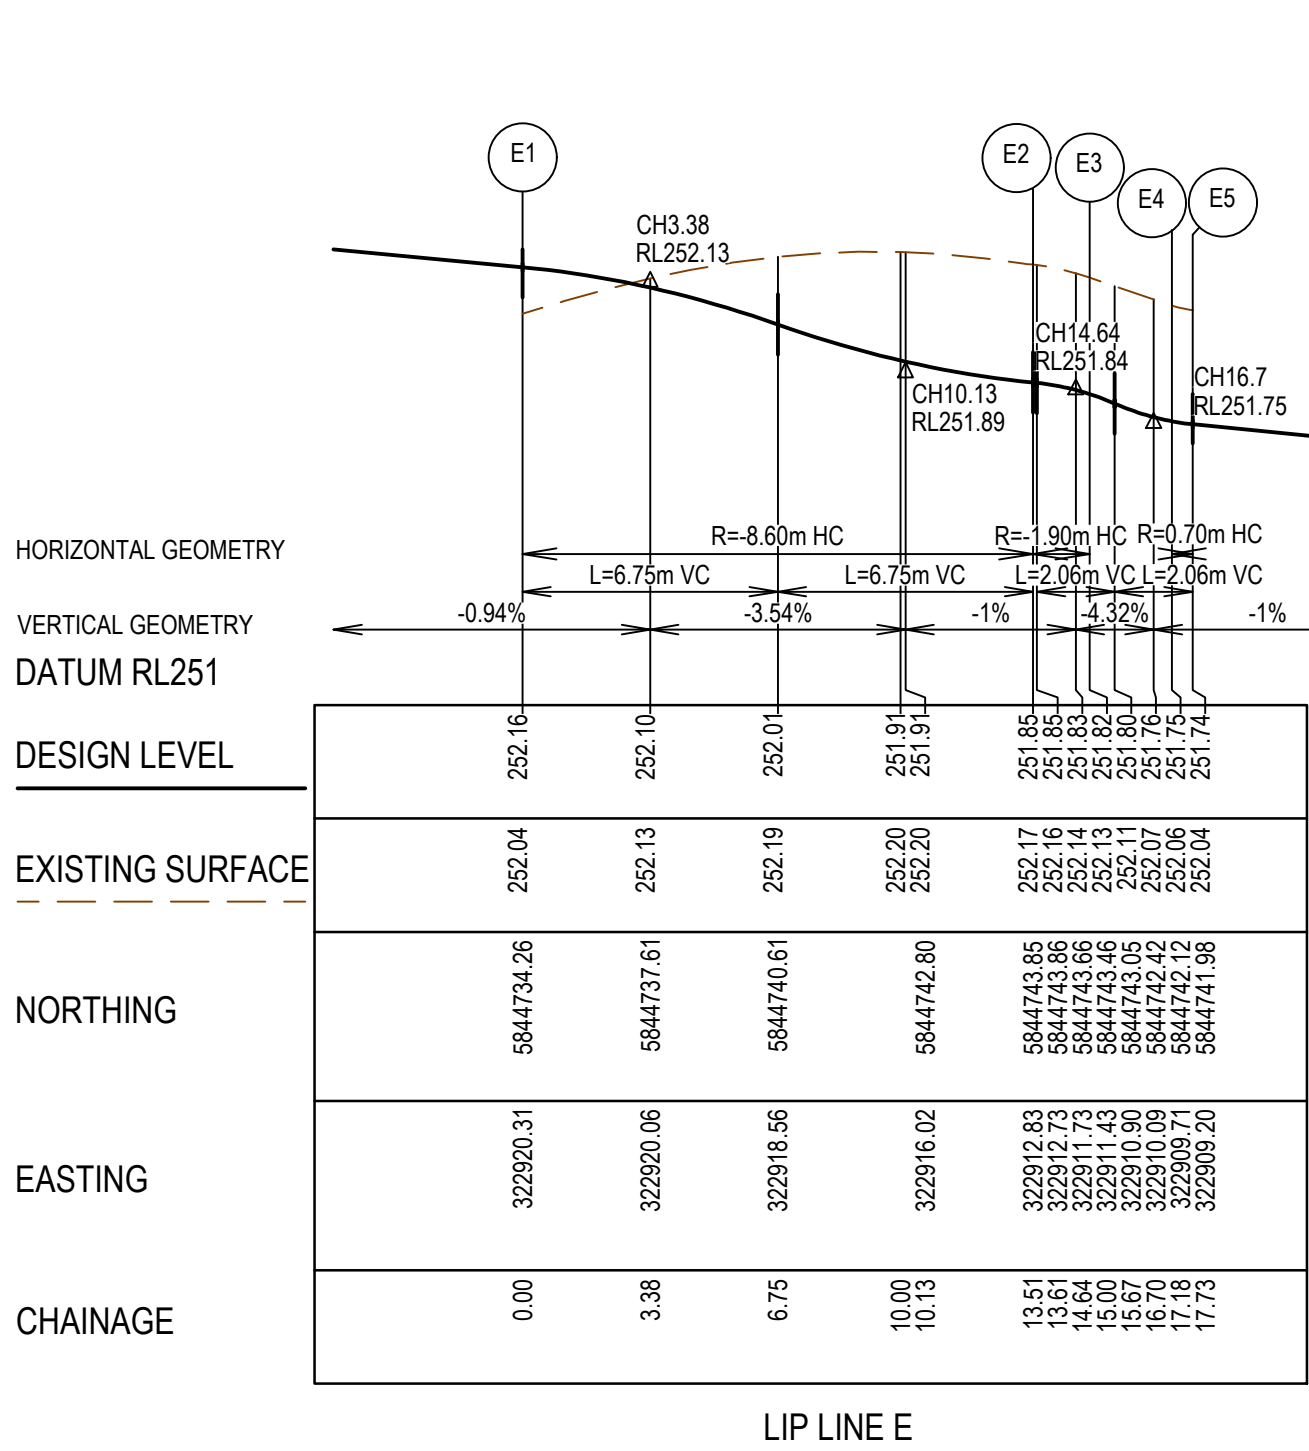 E1
E2
E3
E4
E5
CH3.38
RL252.13
CH14.64
RL251.84
CH10.13
RL251.89
CH16.7
RL251.75
HORIZONTAL GEOMETRY
R=-8.60m HC
R=-1.90m HC
R=0.70m HC
L=6.75m VC
L=6.75m VC
L=2.06m VC
L=2.06m VC
VERTICAL GEOMETRY
-0.94%
-3.54%
-1%
-4.32%
-1%
DATUM RL251
DESIGN LEVEL
252.16
252.10
252.01
251.91
251.91
251.85
251.85
251.83
251.82
251.80
251.76
251.75
251.74
EXISTING SURFACE
252.04
252.13
252.19
252.20
252.20
252.17
252.16
252.14
252.13
252.11
252.07
252.06
252.04
NORTHING
5844734.26
5844737.61
5844740.61
5844742.80
5844743.85
5844743.86
5844743.66
5844743.46
5844743.05
5844742.42
5844742.12
5844741.98
EASTING
322920.31
322920.06
322918.56
322916.02
322912.83
322912.73
322911.73
322911.43
322910.90
322910.09
322909.71
322909.20
CHAINAGE
0.00
3.38
6.75
10.00
10.13
13.51
13.61
14.64
15.00
15.67
16.70
17.18
17.73
LIP LINE E